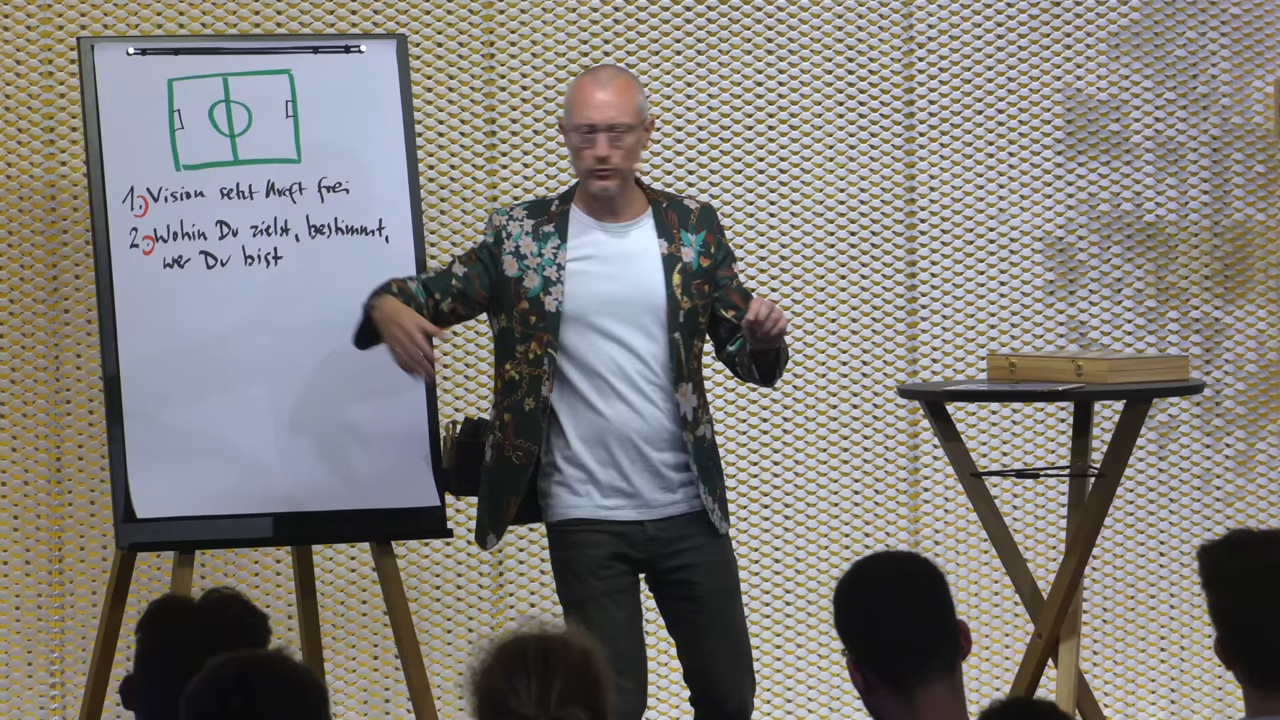 1.) Vision setzt Kraft frei
2.) Wohin Du zielst, bestimmt,
wer Du bist